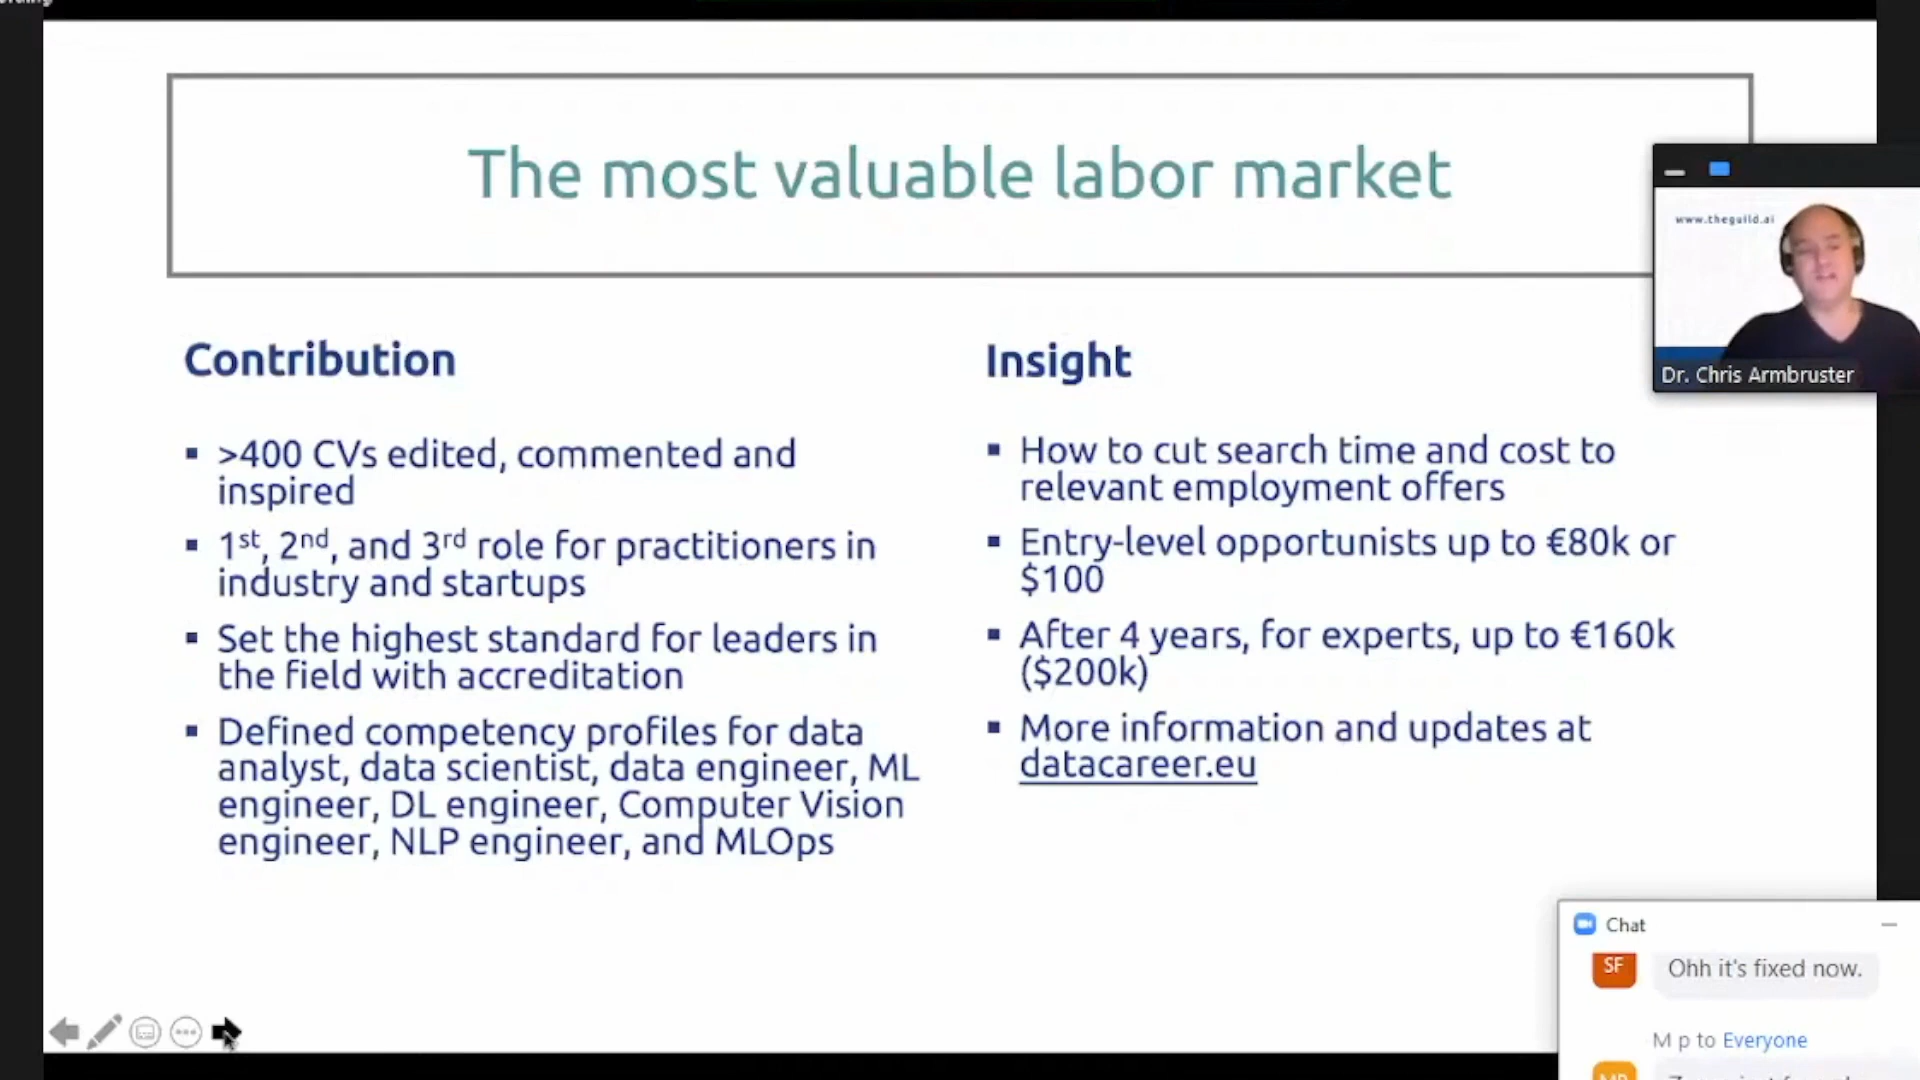 The most valuable labor market
www.theguild.ai
Dr. Chris Armbruster
Contribution
>400 CVs edited, commented and
inspired
1st, 2nd, and 3rd role for practitioners in
industry and startups
Set the highest standard for leaders in
the field with accreditation
Defined competency profiles for data
analyst, data scientist, data engineer, ML
engineer, DL engineer, Computer Vision
engineer, NLP engineer, and MLOps
Insight
How to cut search time and cost to
relevant employment offers
Entry-level opportunists up to €80k or
$100
After 4 years, for experts, up to €160k
($200k)
More information and updates at
datacareer.eu
Chat
SF
Ohh it's fixed now.
M p to Everyone